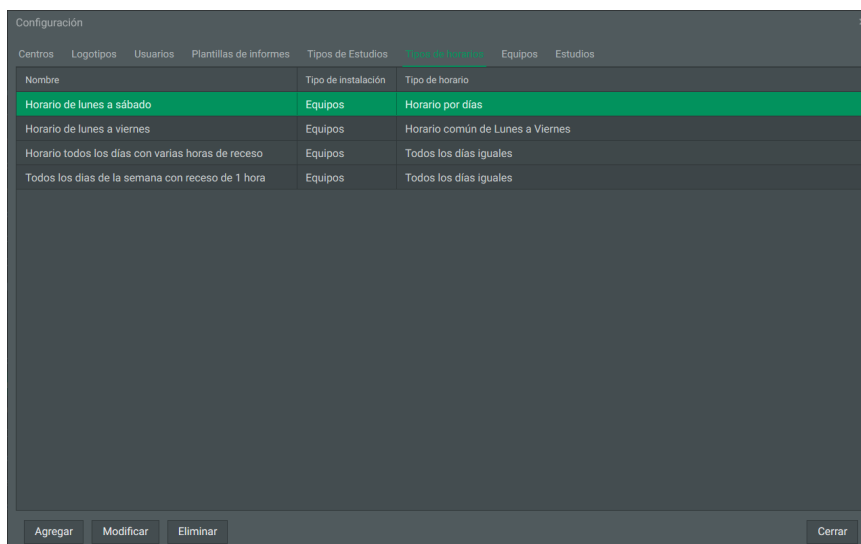 Configuración
Centros Logotipos Usuarios Plantillas de informes Tipos de Estudios Tipos de horarios Equipos Estudios
Nombre Tipo de instalación Tipo de horario
Horario de lunes a sábado Equipos Horario por días
Horario de lunes a viernes Equipos Horario común de Lunes a Viernes
Horario todos los días con varias horas de receso Equipos Todos los días iguales
Todos los dias de la semana con receso de 1 hora Equipos Todos los días iguales
Agregar Modificar Eliminar Cerrar